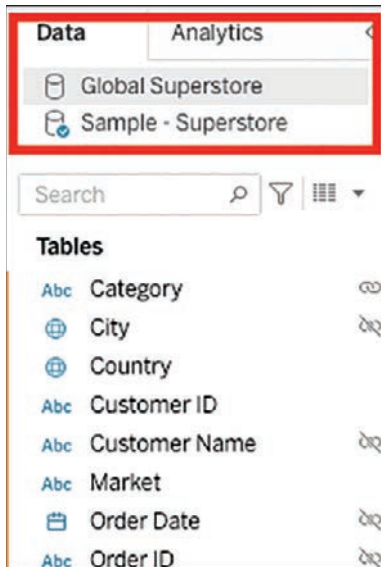 Data Analytics
Global Superstore
Sample - Superstore
Search
Tables
Abc Category
City
Country
Abc Customer ID
Abc Customer Name
Abc Market
Order Date
Abc Order ID